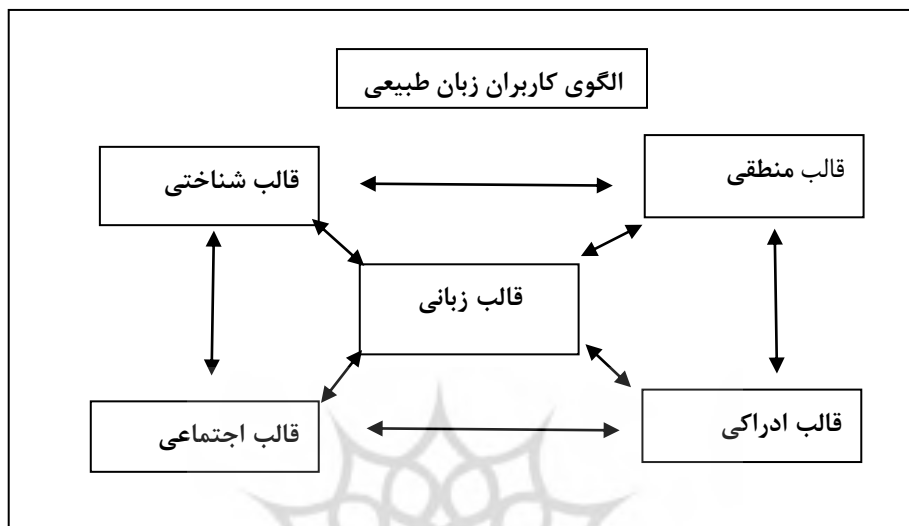 الگوی کاربران زبان طبیعی
قالب منطقی
قالب شناختی
قالب زبانی
قالب ادراکی
قالب اجتماعی